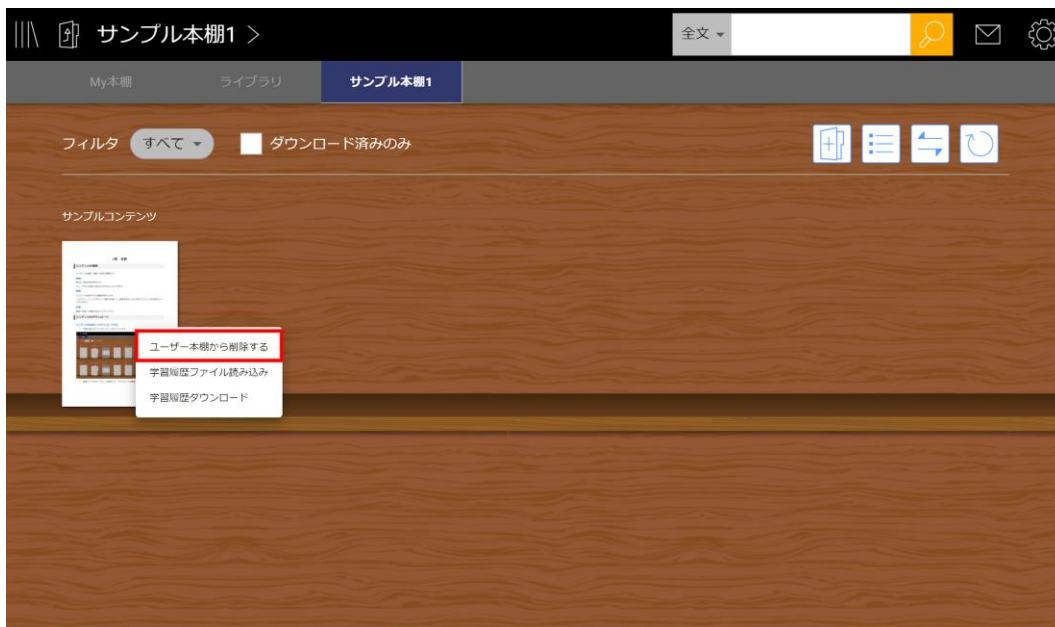 サンプル本棚1 >
全文
My本棚
ライブラリ
サンプル本棚1
フィルタ すべて
ダウンロード済みのみ
サンプルコンテンツ
ユーザー本棚から削除する
学習履歴ファイル読み込み
学習履歴ダウンロード